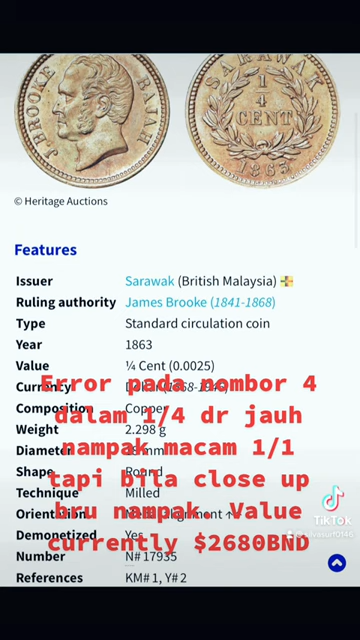 J.BROOKE RAJAH
SARAWAK
1
4
CENT
1863
© Heritage Auctions
Features
Issuer Sarawak (British Malaysia)
Ruling authority James Brooke (1841-1868)
Type Standard circulation coin
Year 1863
Value ¼ Cent (0.0025)
Currency
Error pada nombor 4
Composition Copper
dalam 1/4 dr jauh
Weight 2.298 g
Diameter
nampak macam 1/1
Shape Round
tapi bila close up
Technique Milled
Orientation
bru nmpak. Value
TikTok
Demonetized Yes
currently $2680BND
Number N# 17935
References KM# 1, Y# 2